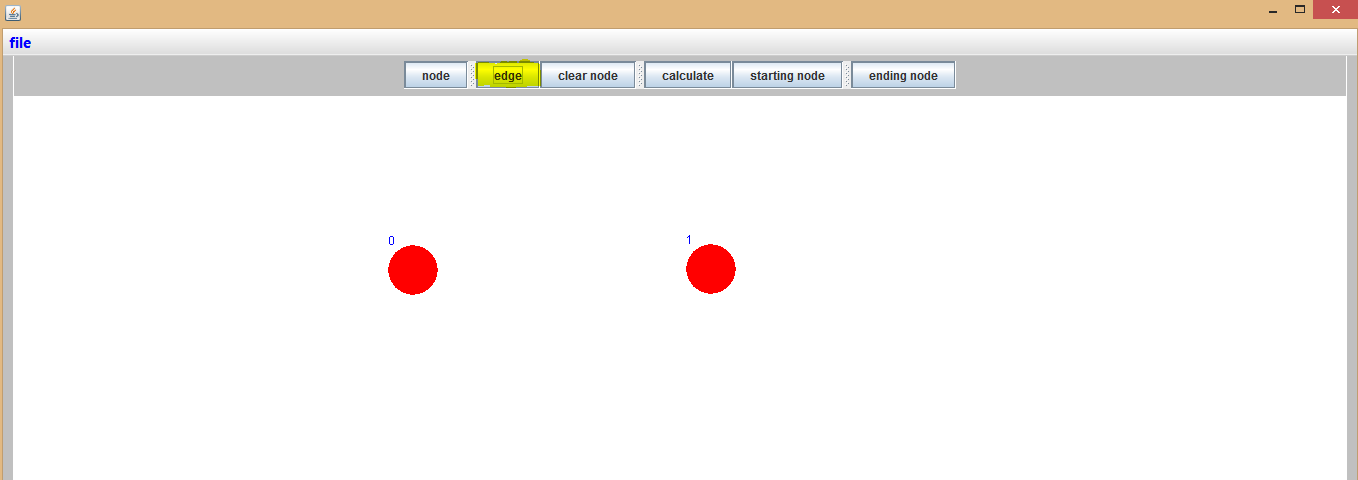 file
node edge clear node calculate starting node ending node
0 1